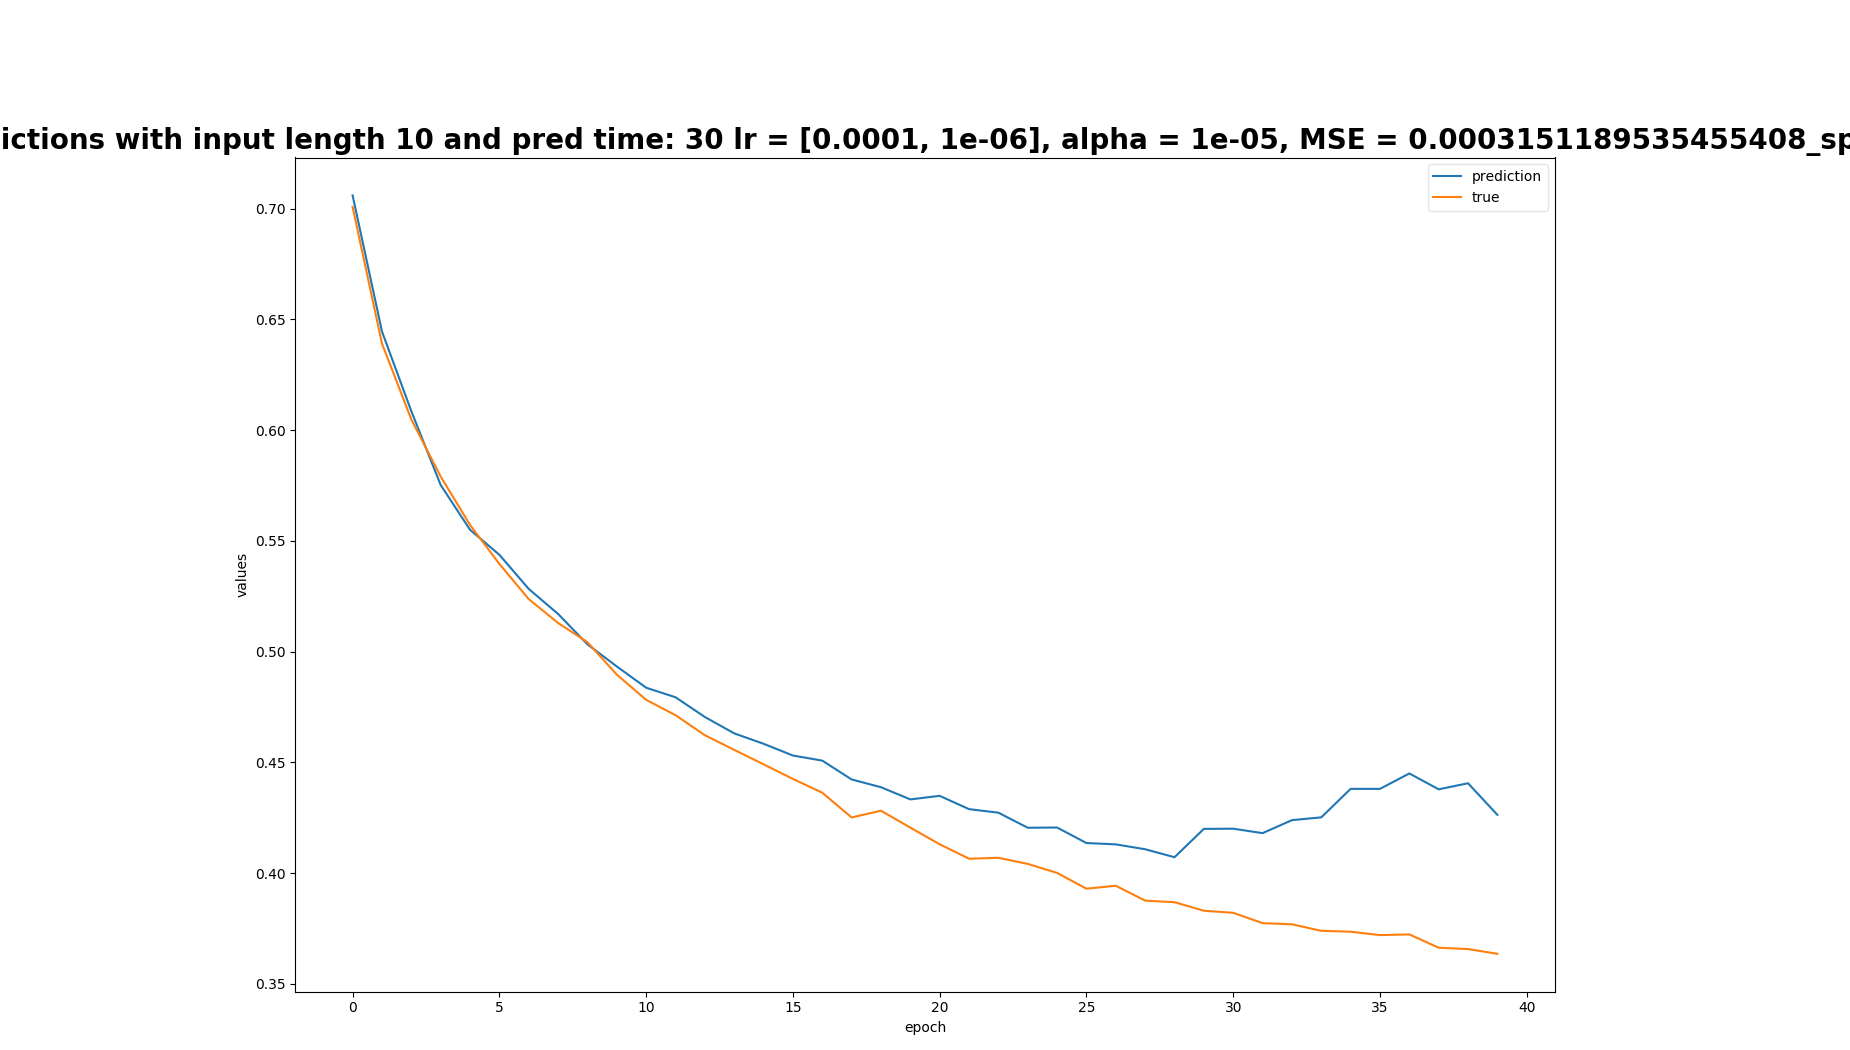 ictions with input length 10 and pred time: 30 lr = [0.0001, 1e-06], alpha = 1e-05, MSE = 0.0003151189535455408_sp
prediction
true
0.70
0.65
0.60
0.55
0.50
0.45
0.40
0.35
values
0 5 10 15 20 25 30 35 40
epoch